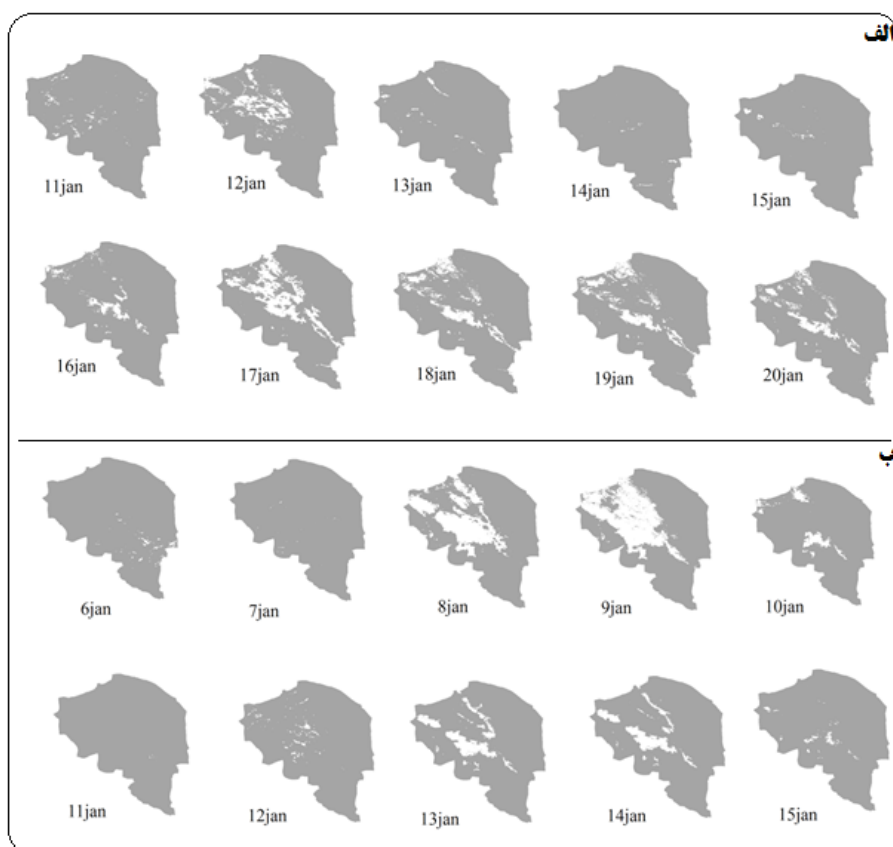 الف
11jan 12jan 13jan 14jan 15jan
16jan 17jan 18jan 19jan 20jan
ب
6jan 7jan 8jan 9jan 10jan
11jan 12jan 13jan 14jan 15jan